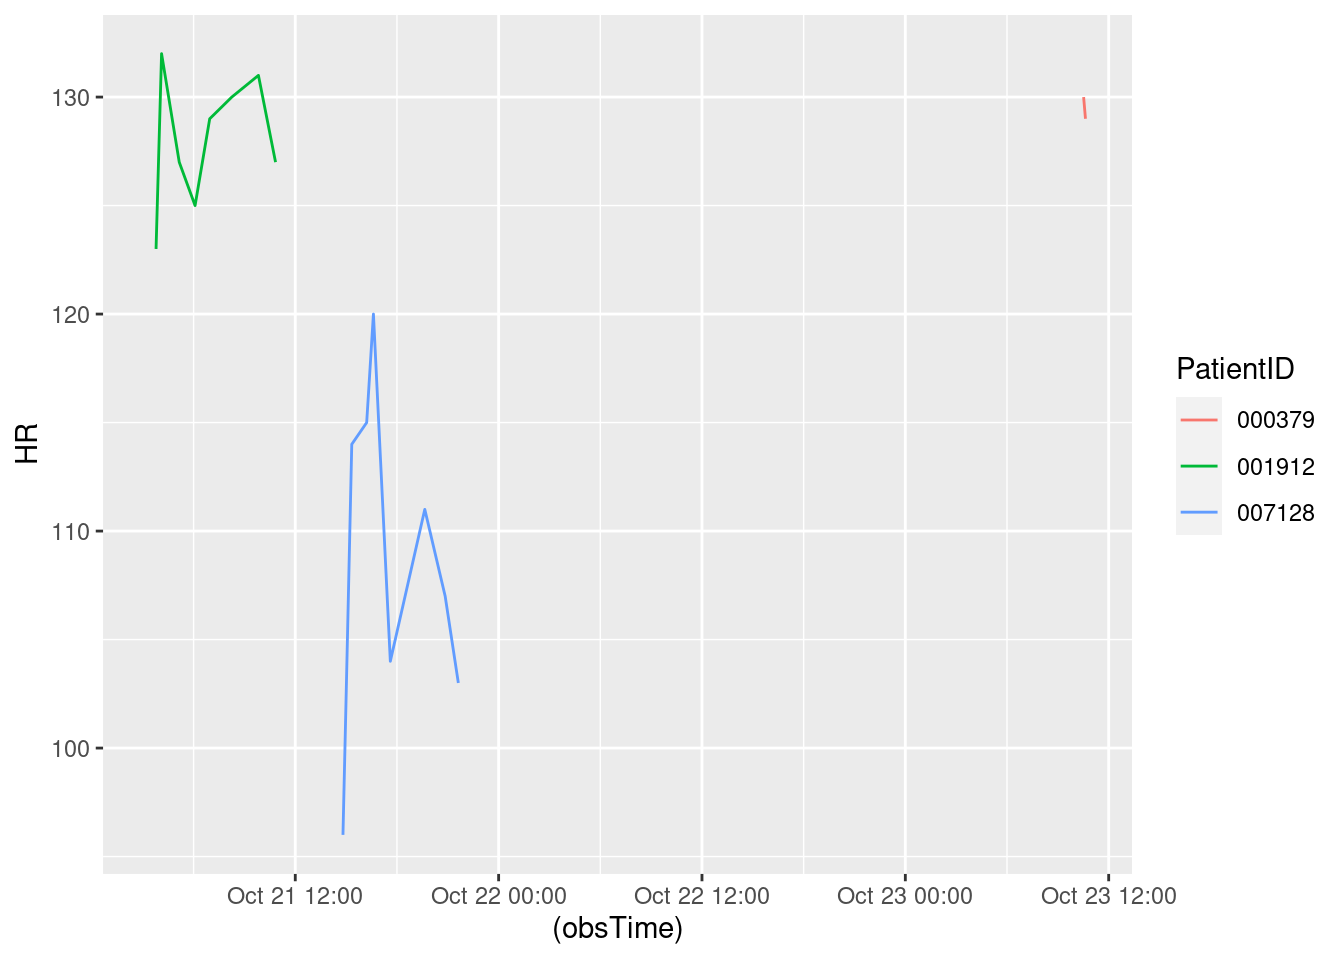 130
120
110
100
HR
Oct 21 12:00
Oct 22 00:00
Oct 22 12:00
Oct 23 00:00
Oct 23 12:00
(obsTime)
PatientID
000379
001912
007128